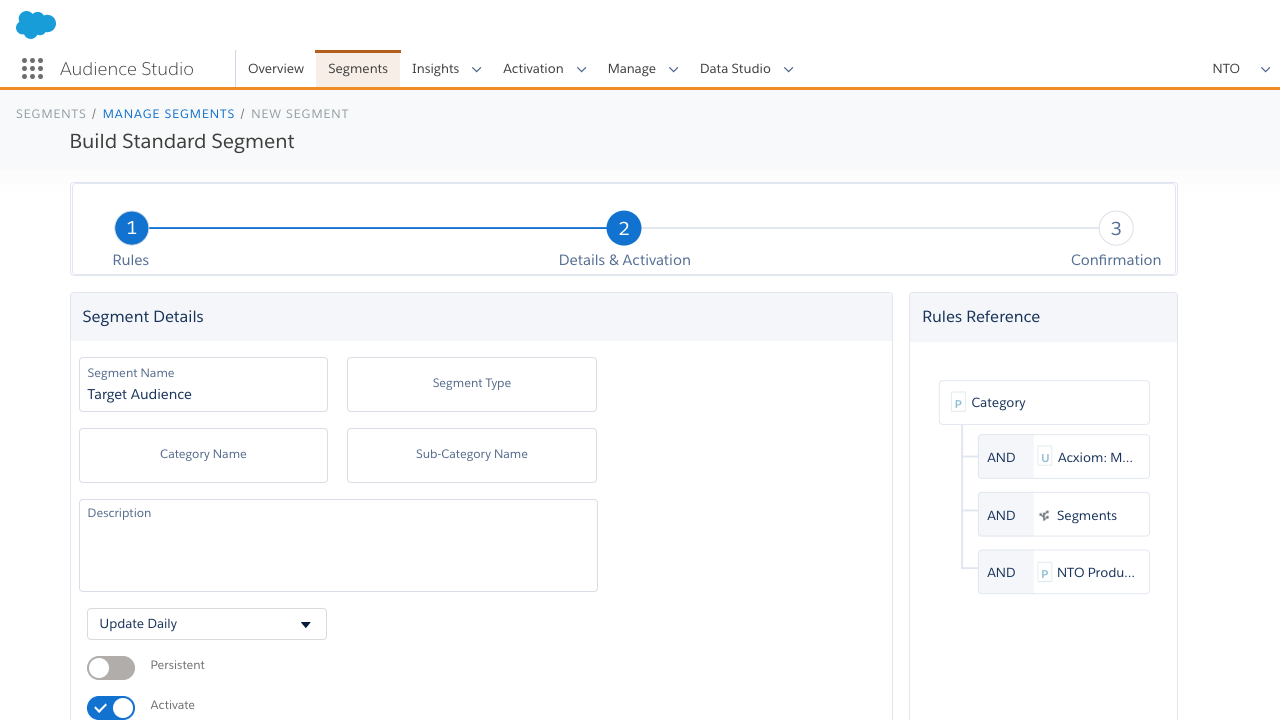 Audience Studio
Overview Segments Insights Activation Manage Data Studio NTO
SEGMENTS / MANAGE SEGMENTS / NEW SEGMENT
Build Standard Segment
1 2 3
Rules Details & Activation Confirmation
Segment Details
Segment Name
Target Audience
Segment Type
Category Name
Sub-Category Name
Description
Update Daily
Persistent
Activate
Rules Reference
P Category
AND U Acxiom: M...
AND Segments
AND P NTO Produ...